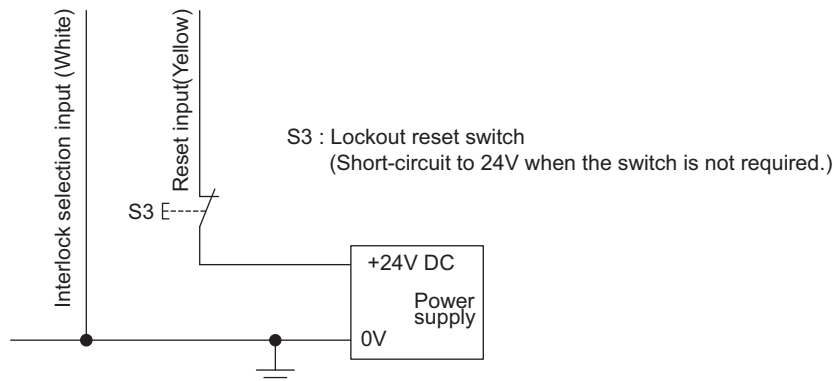 Interlock selection input (White)
Reset input(Yellow)
S3 : Lockout reset switch
(Short-circuit to 24V when the switch is not required.)
S3
+24V DC
Power
supply
0V